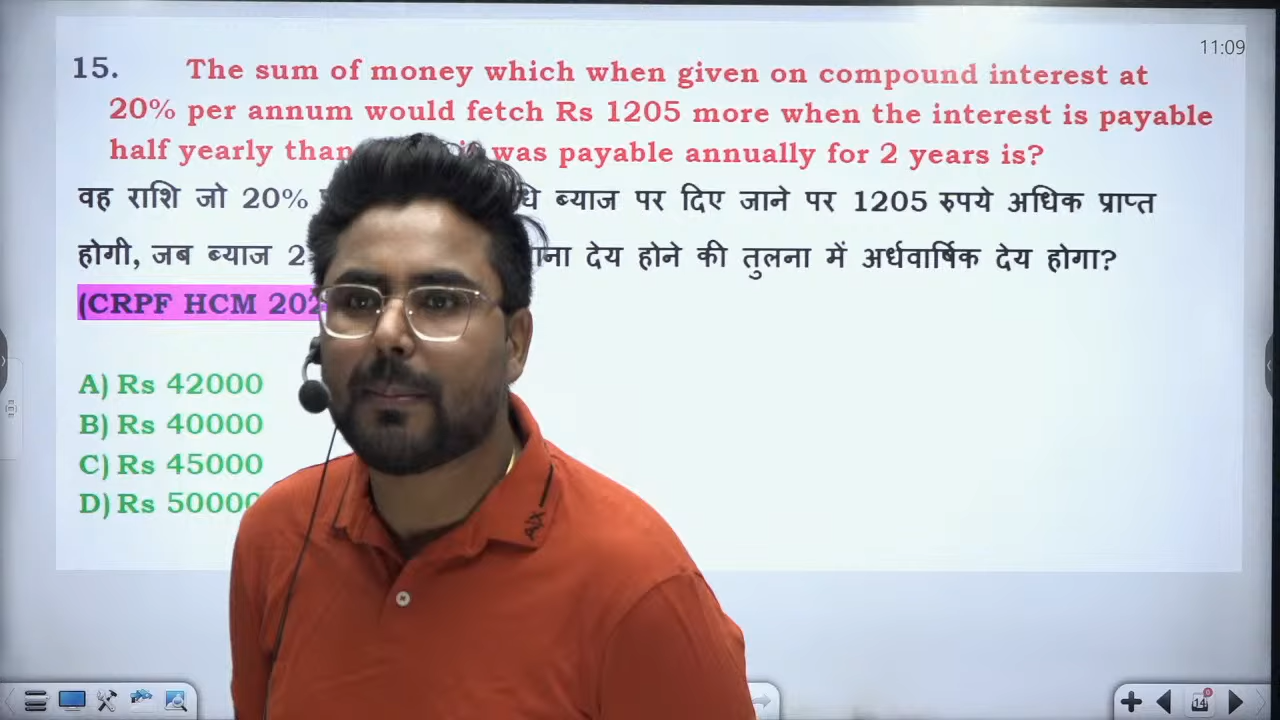 11:09
15. The sum of money which when given on compound interest at
20% per annum would fetch Rs 1205 more when the interest is payable
half yearly than was payable annually for 2 years is?
वह राशि जो 20% ब्याज पर दिए जाने पर 1205 रुपये अधिक प्राप्त
होगी, जब ब्याज 2 देय होने की तुलना में अर्धवार्षिक देय होगा?
(CRPF HCM
A) Rs 42000
B) Rs 40000
C) Rs 45000
D) Rs 50000
A|X
14